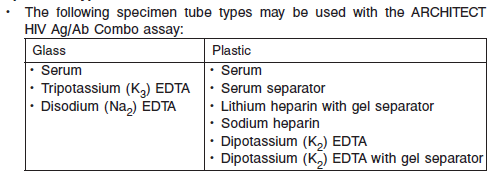 • The following specimen tube types may be used with the ARCHITECT
HIV Ag/Ab Combo assay:
Glass
• Serum
• Tripotassium (K₃) EDTA
• Disodium (Na₂) EDTA
Plastic
• Serum
• Serum separator
• Lithium heparin with gel separator
• Sodium heparin
• Dipotassium (K₂) EDTA
• Dipotassium (K₂) EDTA with gel separator